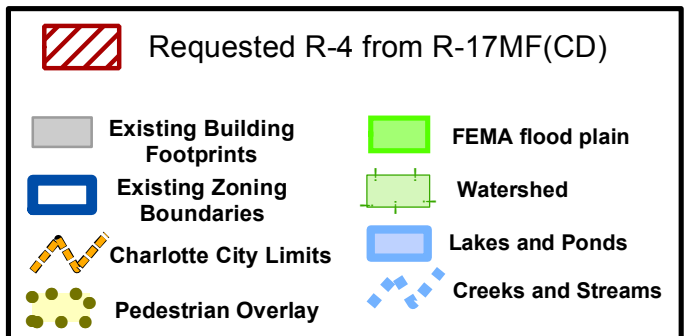 Requested R-4 from R-17MF(CD)
Existing Building
Footprints
Existing Zoning
Boundaries
Charlotte City Limits
Pedestrian Overlay
FEMA flood plain
Watershed
Lakes and Ponds
Creeks and Streams